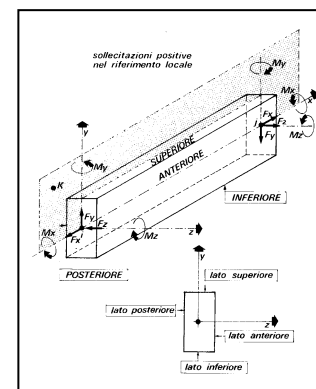 sollecitazioni positive
nel riferimento locale
My
y
My
Mx
x
Fx
Fz
Fy
Mz
SUPERIORE
ANTERIORE
K
Mx
Fy
Fz
Fx
Mz
z
INFERIORE
POSTERIORE
y
lato superiore
lato posteriore
z
lato anteriore
lato inferiore